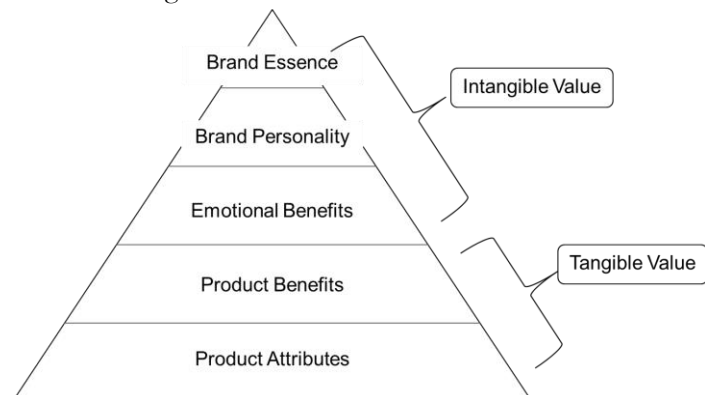 Brand Essence
Intangible Value
Brand Personality
Emotional Benefits
Tangible Value
Product Benefits
Product Attributes